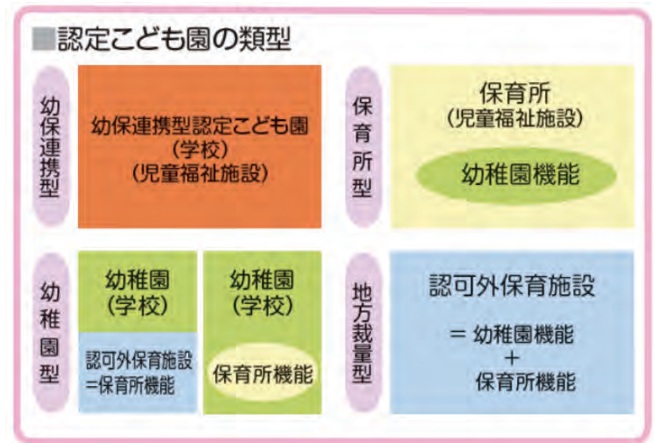 ■認定こども園の類型
幼保連携型
幼保連携型認定こども園
(学校)
(児童福祉施設)
保育所型
保育所
(児童福祉施設)
幼稚園機能
幼稚園型
幼稚園
(学校)
認可外保育施設
=保育所機能
幼稚園
(学校)
保育所機能
地方裁量型
認可外保育施設
=幼稚園機能
+
保育所機能